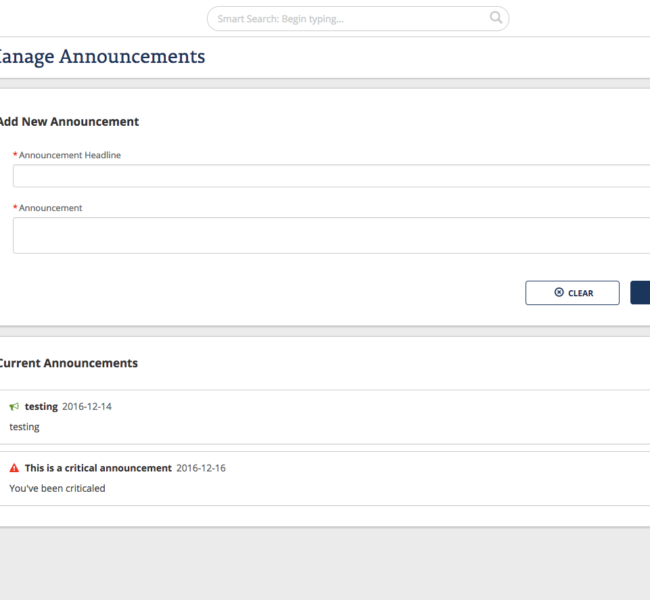 Smart Search: Begin typing...
anage Announcements
Add New Announcement
*Announcement Headline
*Announcement
CLEAR
Current Announcements
testing 2016-12-14
testing
This is a critical announcement 2016-12-16
You've been criticaled